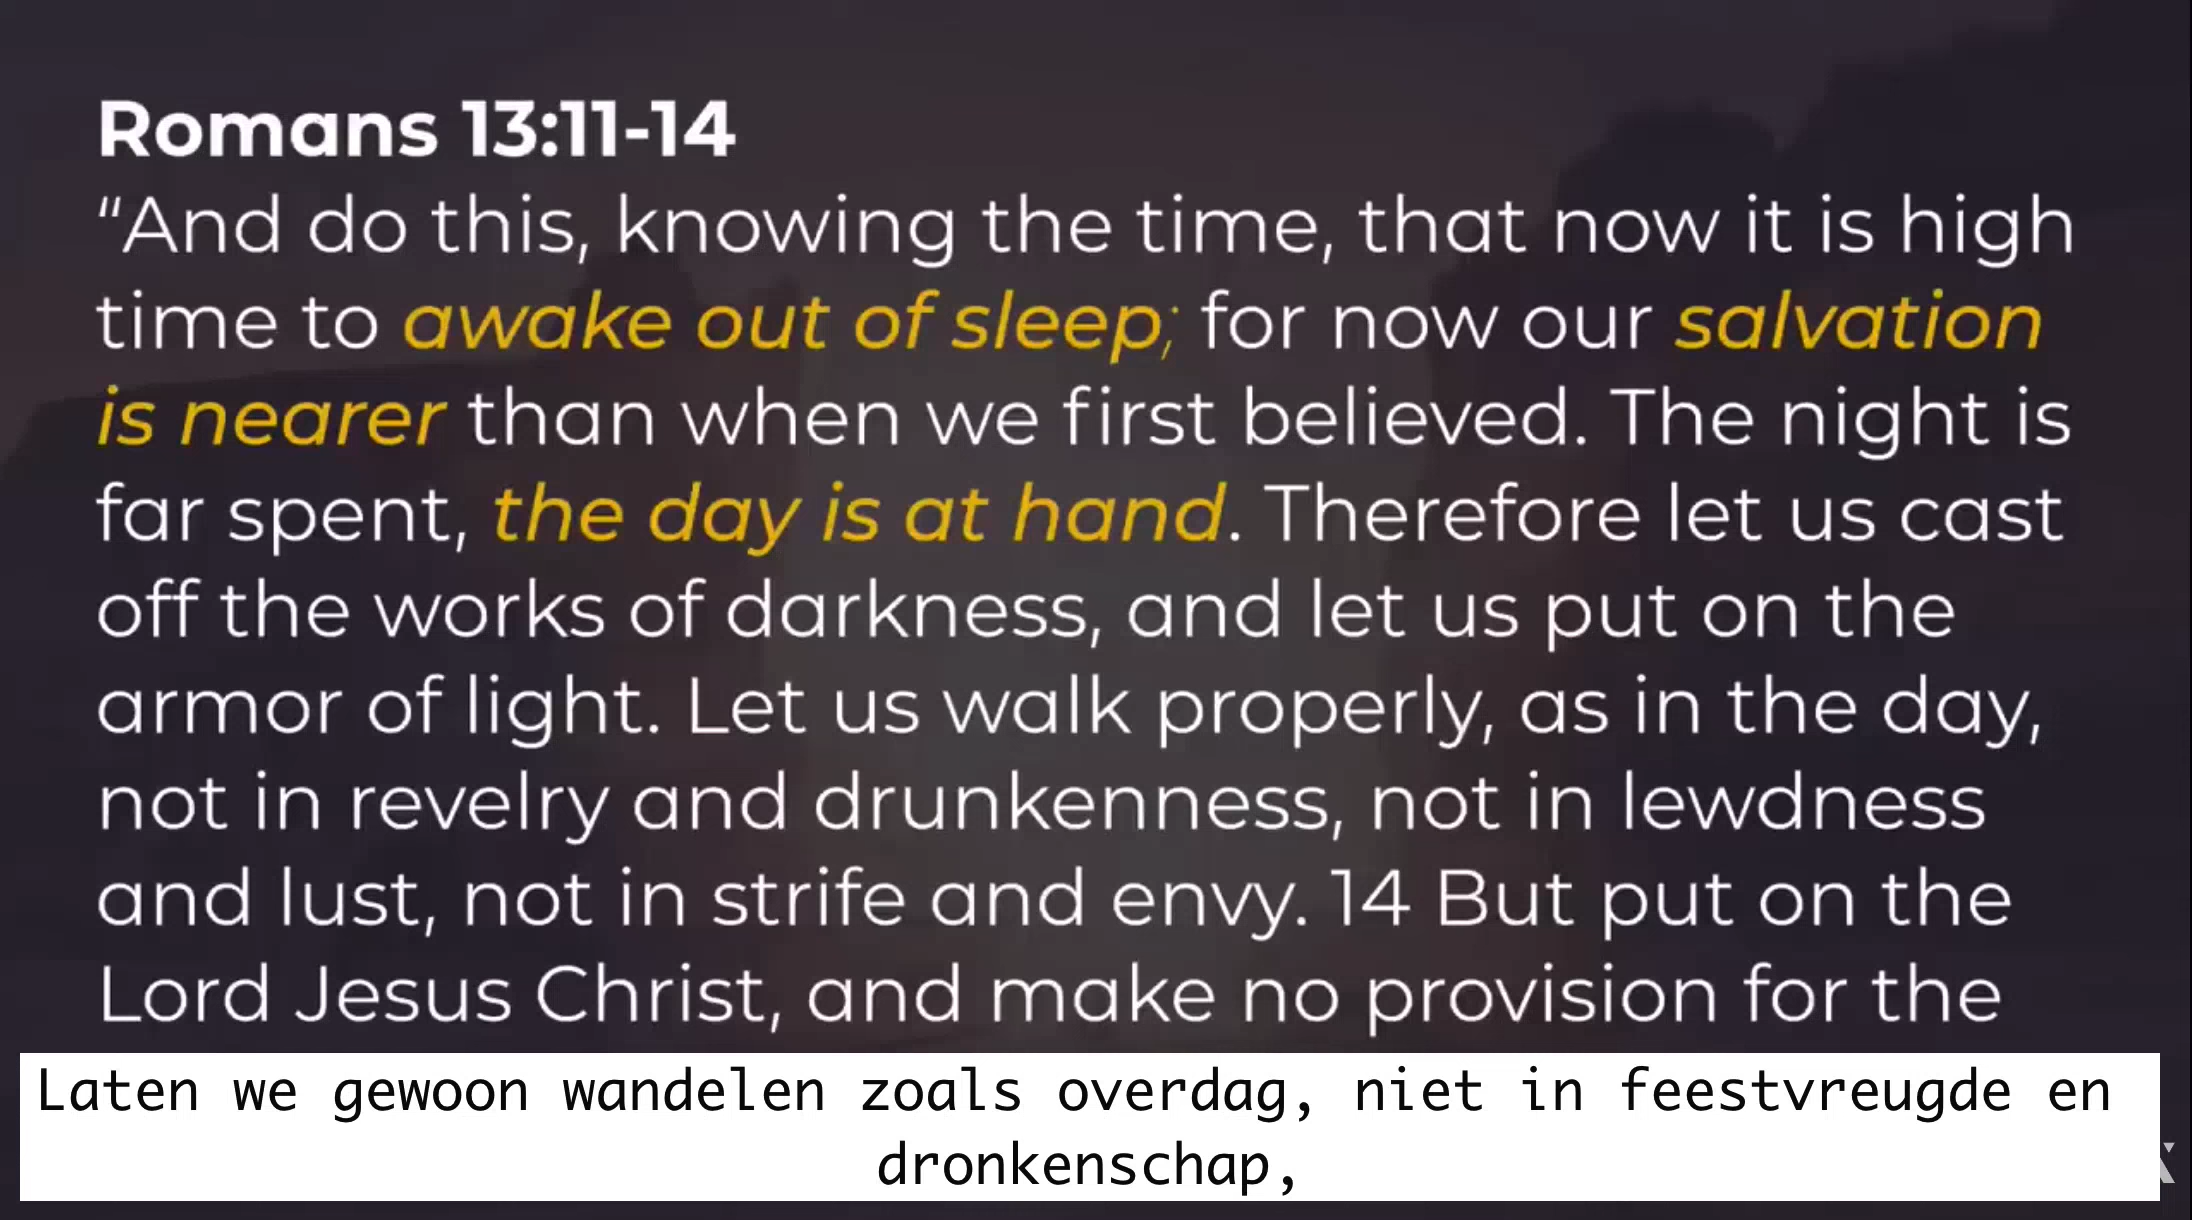 Romans 13:11-14
“And do this, knowing the time, that now it is high
time to awake out of sleep; for now our salvation
is nearer than when we first believed. The night is
far spent, the day is at hand. Therefore let us cast
off the works of darkness, and let us put on the
armor of light. Let us walk properly, as in the day,
not in revelry and drunkenness, not in lewdness
and lust, not in strife and envy. 14 But put on the
Lord Jesus Christ, and make no provision for the
Laten we gewoon wandelen zoals overdag, niet in feestvreugde en
dronkenschap,